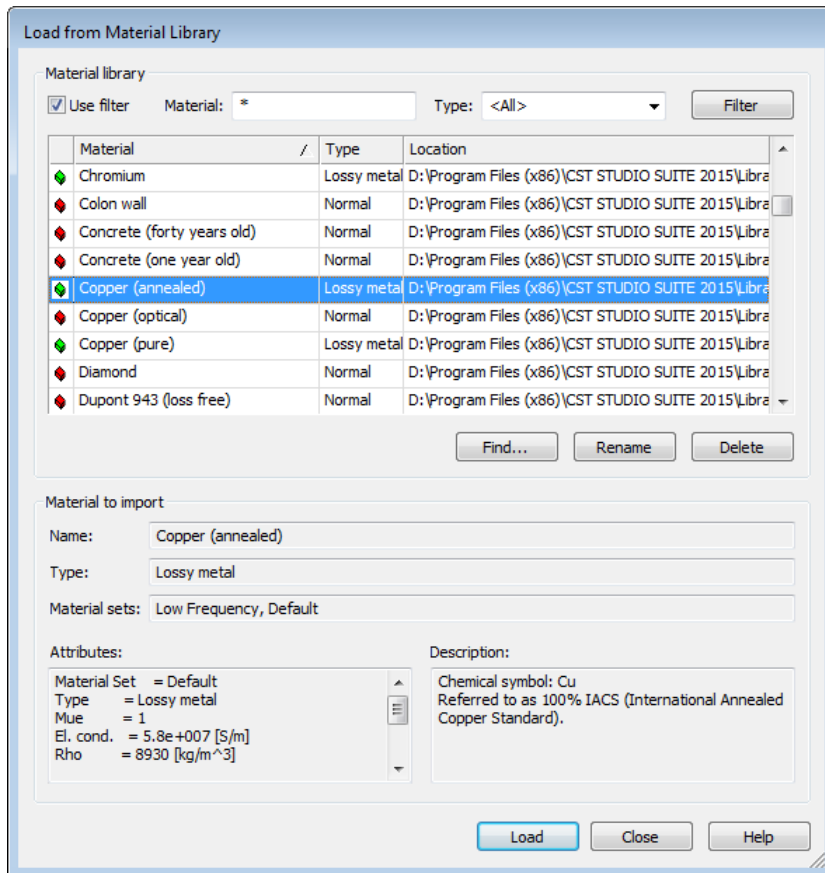 Load from Material Library
Material library
Use filter Material: * Type: <All> Filter
Material / Type Location
Chromium Lossy metal D:\Program Files (x86)\CST STUDIO SUITE 2015\Libra
Colon wall Normal D:\Program Files (x86)\CST STUDIO SUITE 2015\Libra
Concrete (forty years old) Normal D:\Program Files (x86)\CST STUDIO SUITE 2015\Libra
Concrete (one year old) Normal D:\Program Files (x86)\CST STUDIO SUITE 2015\Libra
Copper (annealed) Lossy metal D:\Program Files (x86)\CST STUDIO SUITE 2015\Libra
Copper (optical) Normal D:\Program Files (x86)\CST STUDIO SUITE 2015\Libra
Copper (pure) Lossy metal D:\Program Files (x86)\CST STUDIO SUITE 2015\Libra
Diamond Normal D:\Program Files (x86)\CST STUDIO SUITE 2015\Libra
Dupont 943 (loss free) Normal D:\Program Files (x86)\CST STUDIO SUITE 2015\Libra
Find... Rename Delete
Material to import
Name: Copper (annealed)
Type: Lossy metal
Material sets: Low Frequency, Default
Attributes:
Material Set = Default
Type = Lossy metal
Mue = 1
El. cond. = 5.8e+007 [S/m]
Rho = 8930 [kg/m^3]
Description:
Chemical symbol: Cu
Referred to as 100% IACS (International Annealed
Copper Standard).
Load Close Help